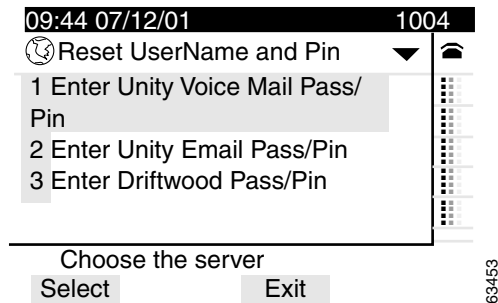 09:44 07/12/01 1004
Reset UserName and Pin
1 Enter Unity Voice Mail Pass/
Pin
2 Enter Unity Email Pass/Pin
3 Enter Driftwood Pass/Pin
Choose the server
Select Exit
63453